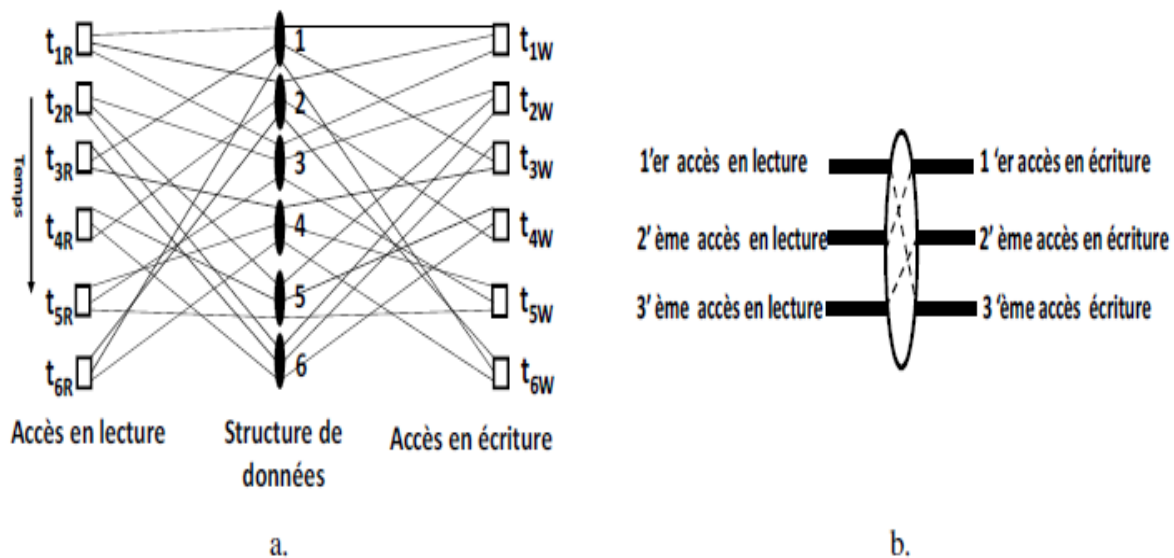 t1R
1
t1W
t2R
2
t2W
Temps
t3R
3
t3W
t4R
4
t4W
t5R
5
t5W
t6R
6
t6W
Accès en lecture
Structure de
données
Accès en écriture
a.
1'er accès en lecture
1 'er accès en écriture
2' ème accès en lecture
2' ème accès en écriture
3' ème accès en lecture
3 'ème accès écriture
b.